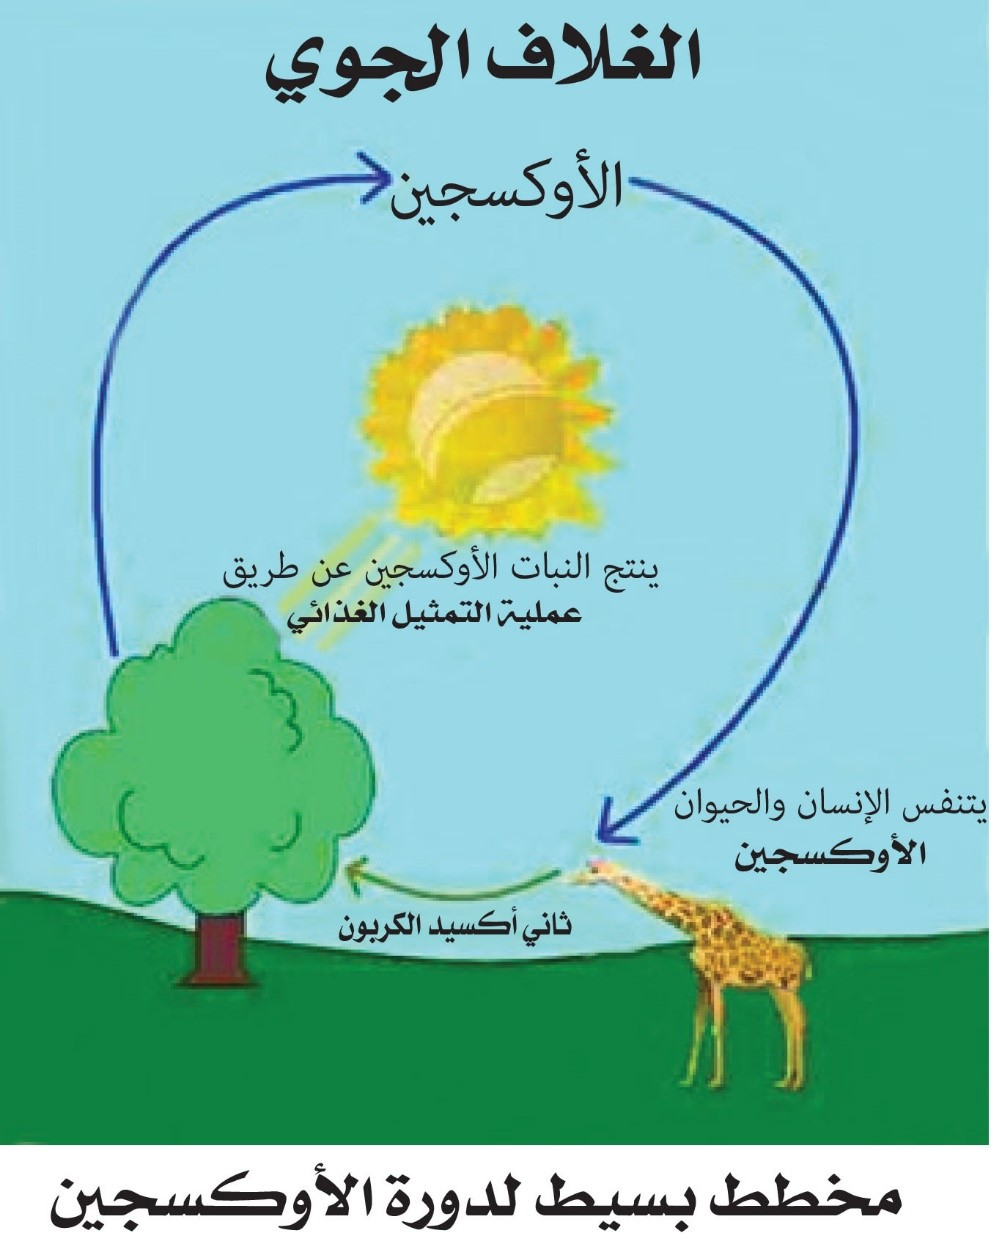 الغلاف الجوي
الأوكسجين
ينتج النبات الأوكسجين عن طريق
عملية التمثيل الغذائي
يتنفس الإنسان والحيوان
الأوكسجين
ثاني أكسيد الكربون
مخطط بسيط لدورة الأوكسجين